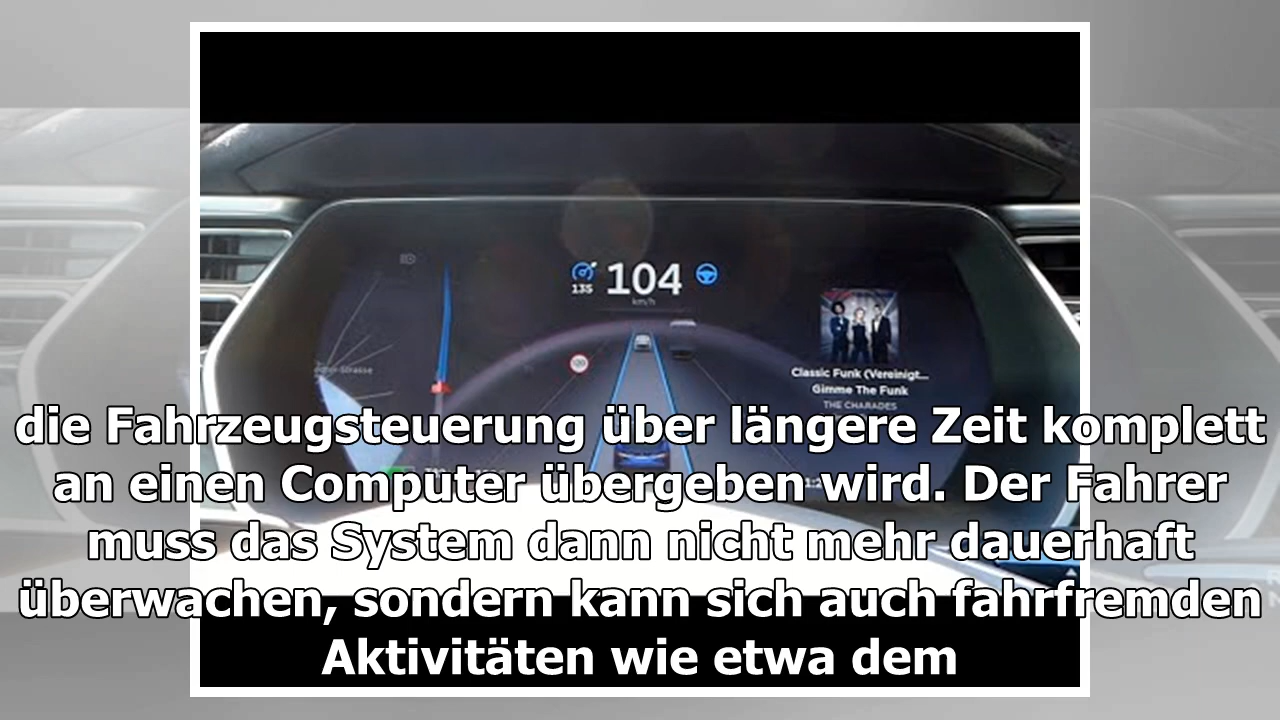 104
135
km/h
Classic Funk (Vereinigt...
Gimme The Funk
THE CHARADES
die Fahrzeugsteuerung über längere Zeit komplett
an einen Computer übergeben wird. Der Fahrer
muss das System dann nicht mehr dauerhaft
überwachen, sondern kann sich auch fahrfremden
Aktivitäten wie etwa dem